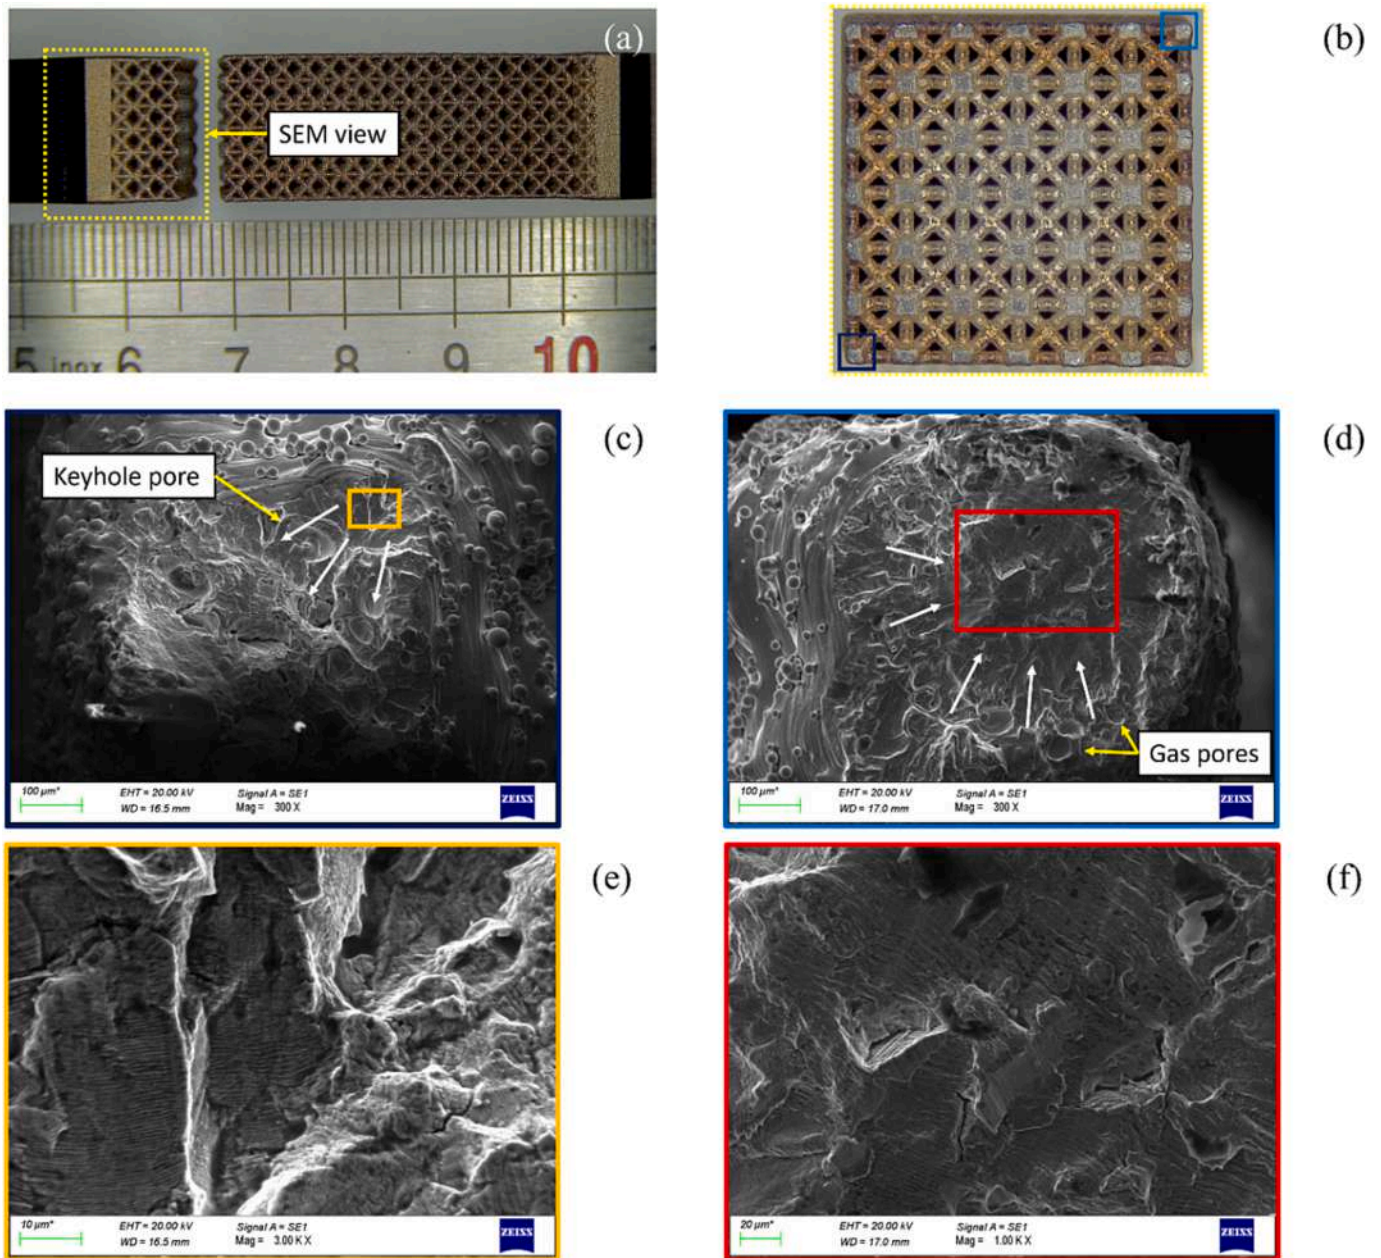 (a)
SEM view
5 inox 6 7 8 9 10
(b)
Keyhole pore
(c)
100 µm*
EHT = 20.00 kV
WD = 16.5 mm
Signal A = SE1
Mag = 300 X
ZEISS
(d)
Gas pores
100 µm*
EHT = 20.00 kV
WD = 17.0 mm
Signal A = SE1
Mag = 300 X
ZEISS
(e)
10 µm*
EHT = 20.00 kV
WD = 16.5 mm
Signal A = SE1
Mag = 3.00 K X
ZEISS
(f)
20 µm*
EHT = 20.00 kV
WD = 17.0 mm
Signal A = SE1
Mag = 1.00 K X
ZEISS